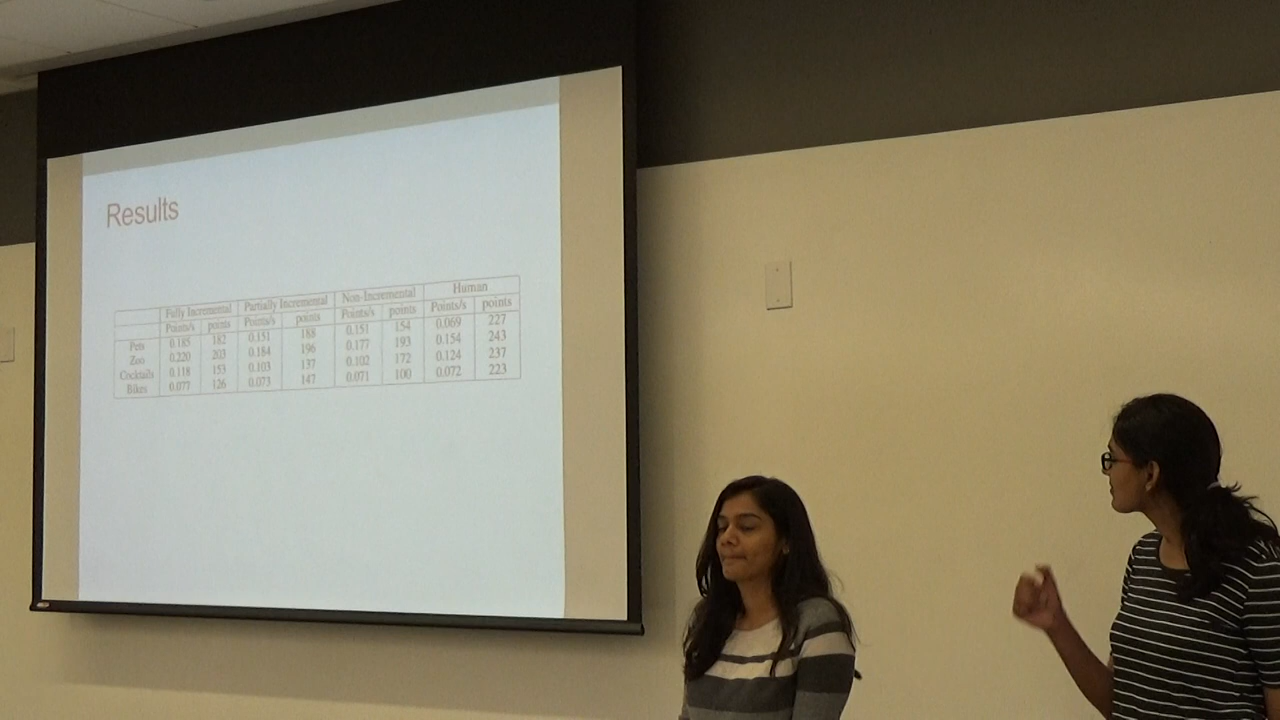 Results
Fully Incremental Partially Incremental Non-Incremental Human
Points/s points Points/s points Points/s points Points/s points
Pets 0.185 182 0.151 188 0.151 154 0.069 227
Zoo 0.220 203 0.184 196 0.177 193 0.154 243
Cocktails 0.118 153 0.103 137 0.102 172 0.124 237
Bikes 0.077 126 0.073 147 0.071 100 0.072 223